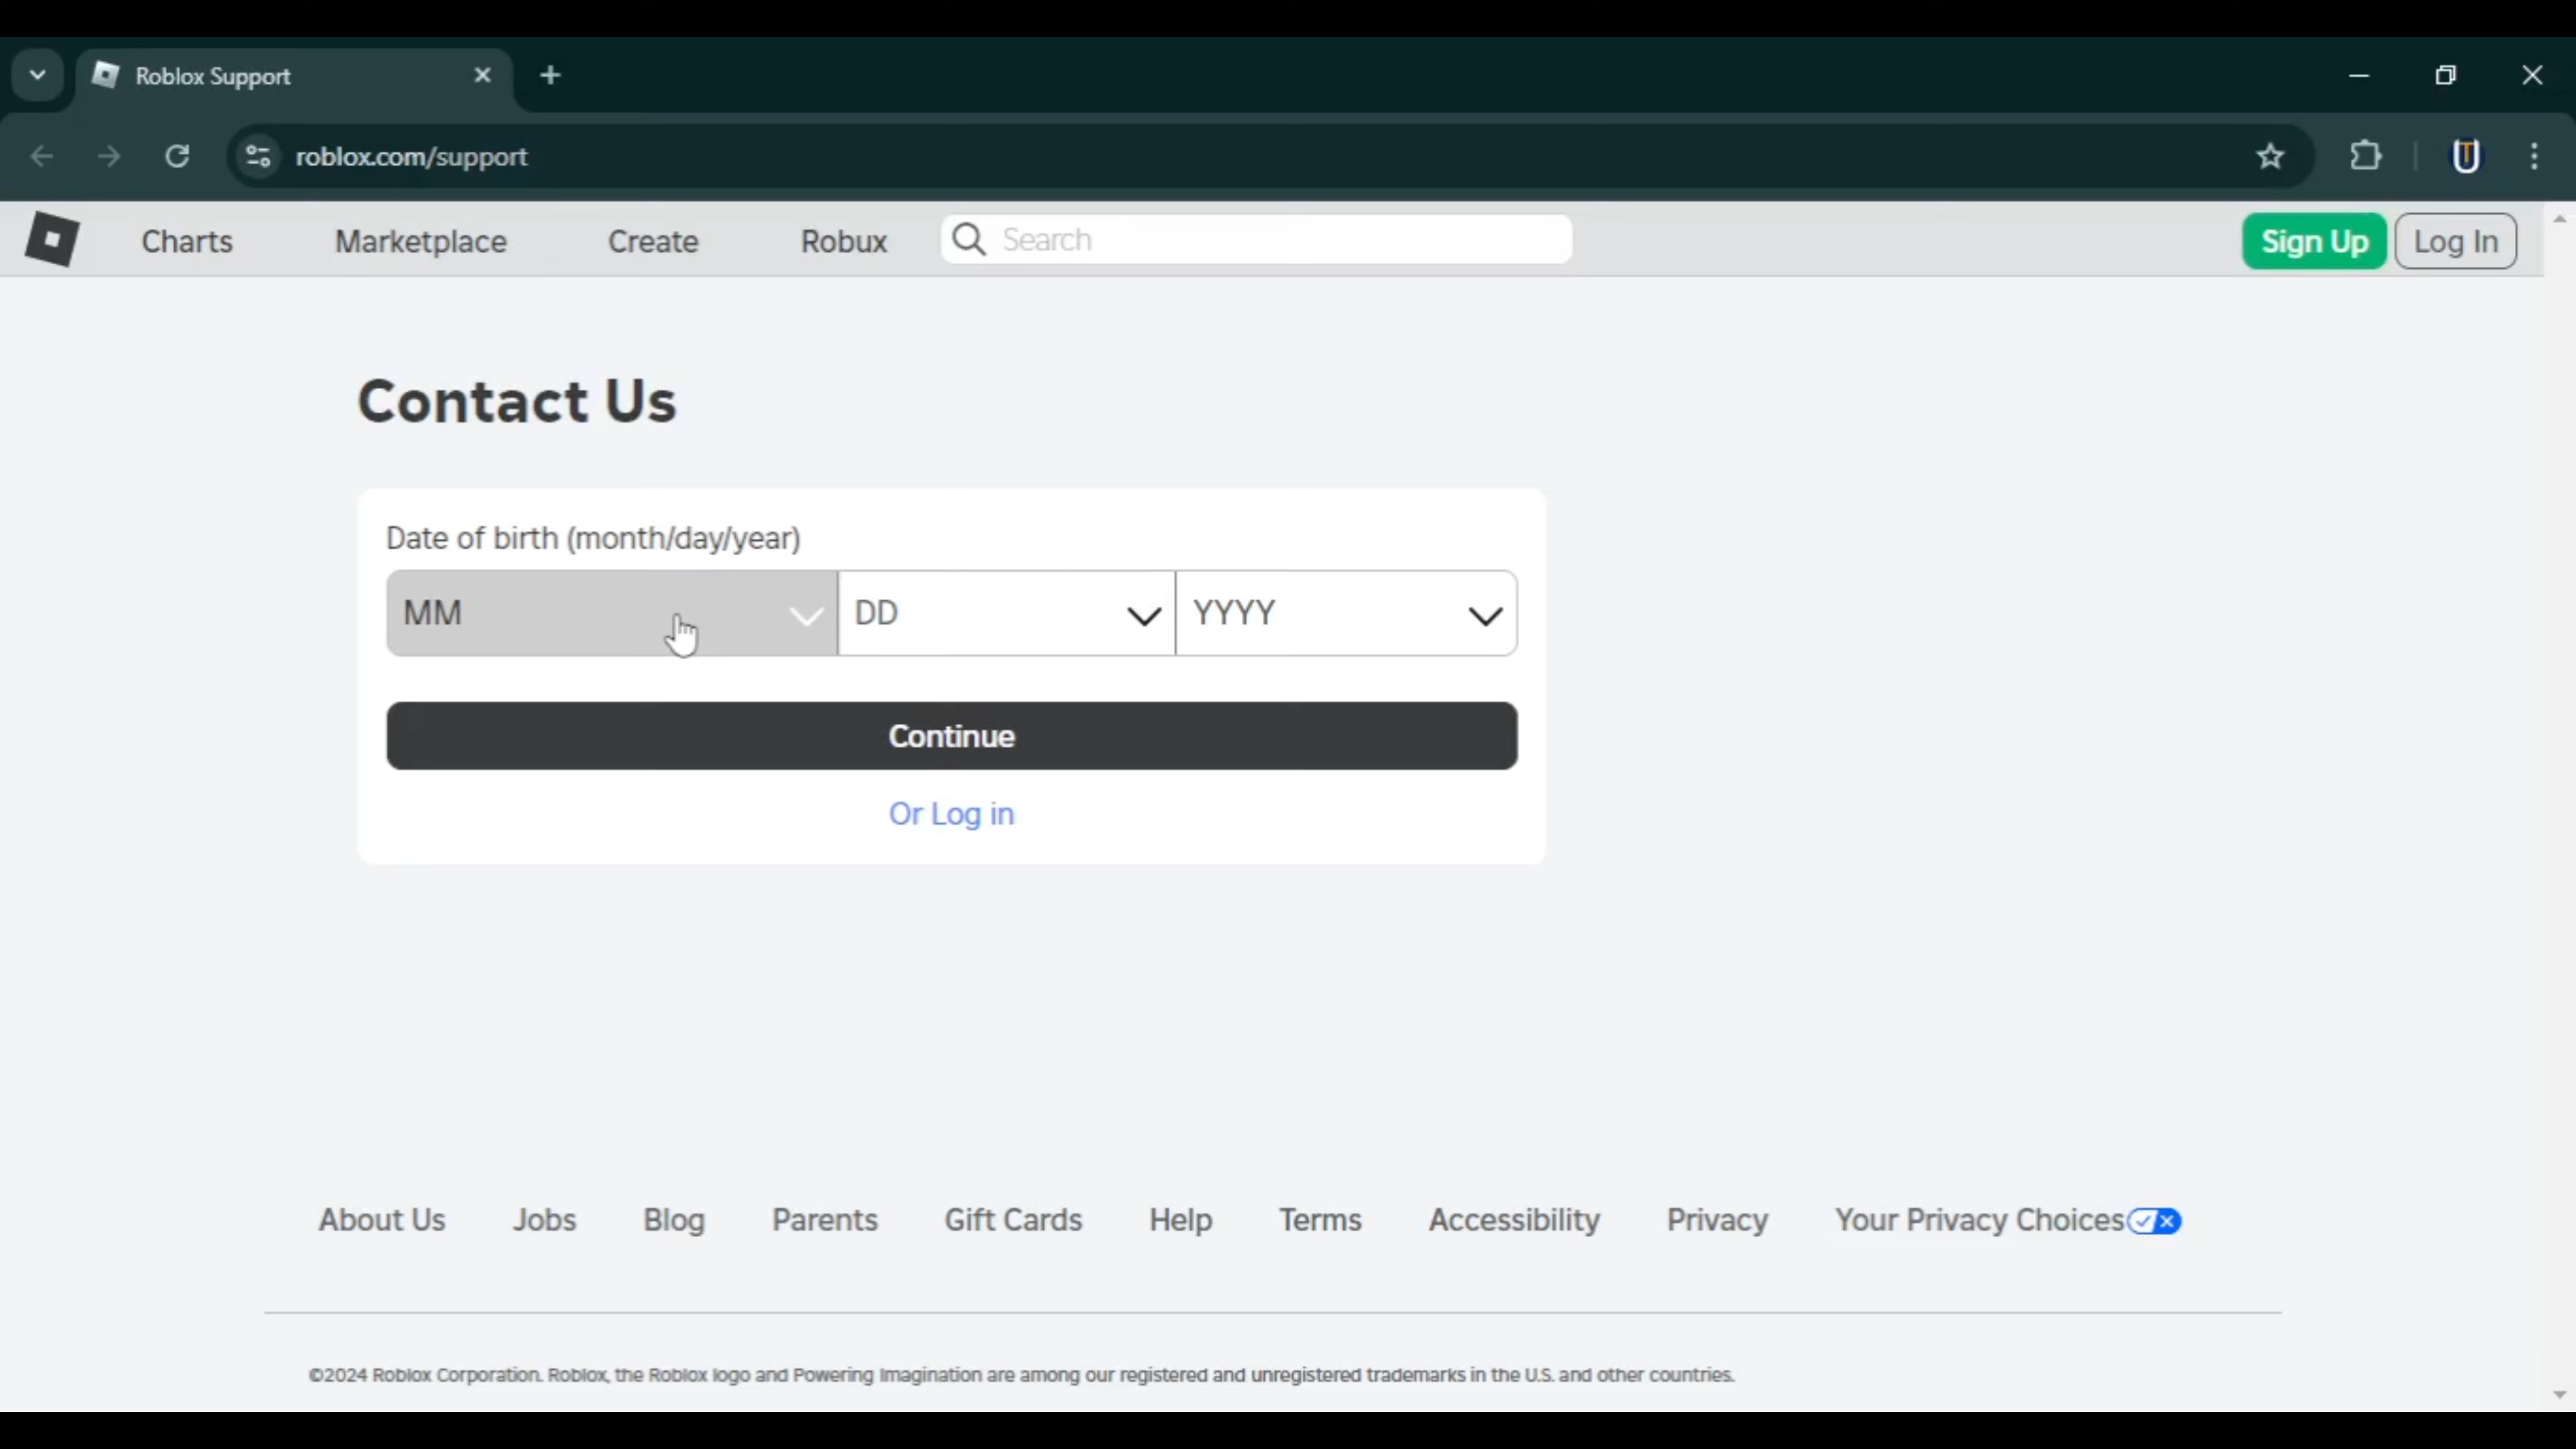 Roblox Support
roblox.com/support
Charts Marketplace Create Robux Search Sign Up Log In
Contact Us
Date of birth (month/day/year)
MM DD YYYY
Continue
Or Log in
About Us Jobs Blog Parents Gift Cards Help Terms Accessibility Privacy Your Privacy Choices
©2024 Roblox Corporation. Roblox, the Roblox logo and Powering Imagination are among our registered and unregistered trademarks in the U.S. and other countries.